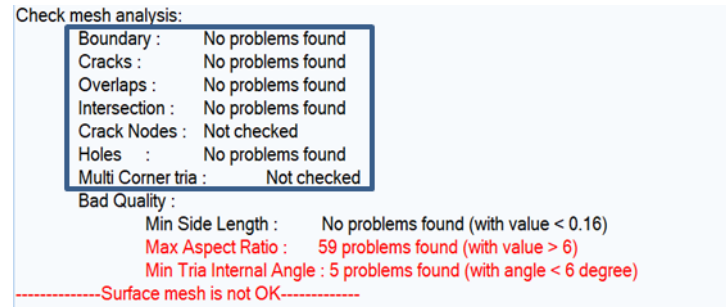 Check mesh analysis:
Boundary : No problems found
Cracks : No problems found
Overlaps : No problems found
Intersection : No problems found
Crack Nodes : Not checked
Holes : No problems found
Multi Corner tria : Not checked
Bad Quality :
Min Side Length : No problems found (with value < 0.16)
Max Aspect Ratio : 59 problems found (with value > 6)
Min Tria Internal Angle : 5 problems found (with angle < 6 degree)
--------------Surface mesh is not OK-------------